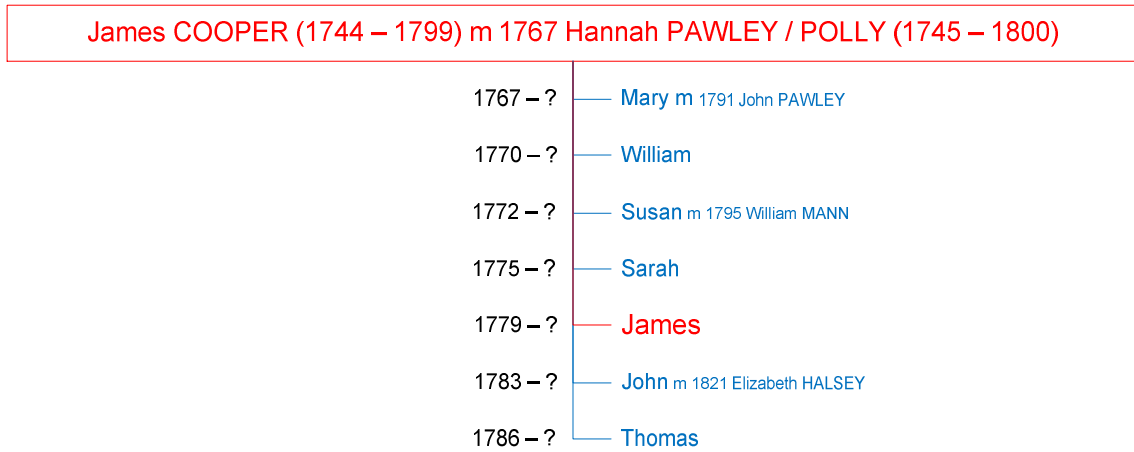 James COOPER (1744 – 1799) m 1767 Hannah PAWLEY / POLLY (1745 – 1800)
1767 – ? Mary m 1791 John PAWLEY
1770 – ? William
1772 – ? Susan m 1795 William MANN
1775 – ? Sarah
1779 – ? James
1783 – ? John m 1821 Elizabeth HALSEY
1786 – ? Thomas